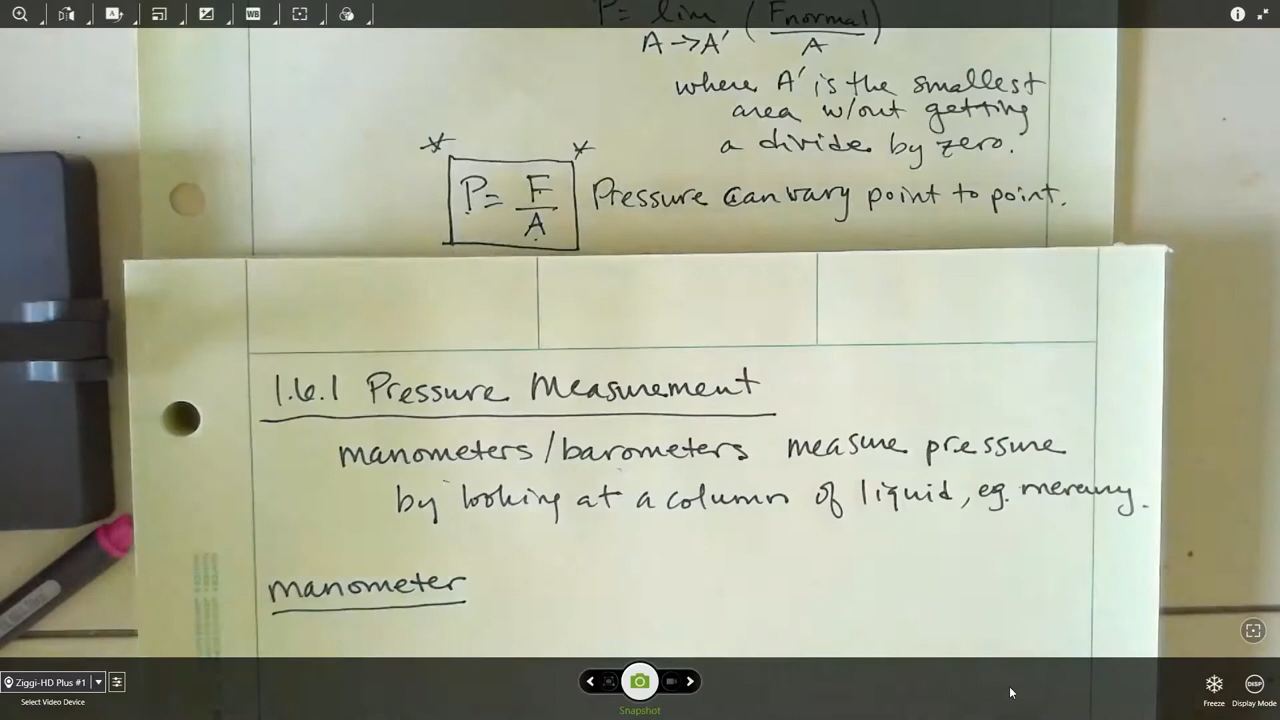 WB
P = lim (Fnormal / A)
A→A'
where A' is the smallest
area w/out getting
a divide by zero.
* *
P = F/A Pressure can vary point to point.
1.6.1 Pressure Measurement
manometers/barometers measure pressure
by looking at a column of liquid, eg. mercury.
manometer
Ziggi-HD Plus #1
Select Video Device
Snapshot
Freeze
DISP
Display Mode